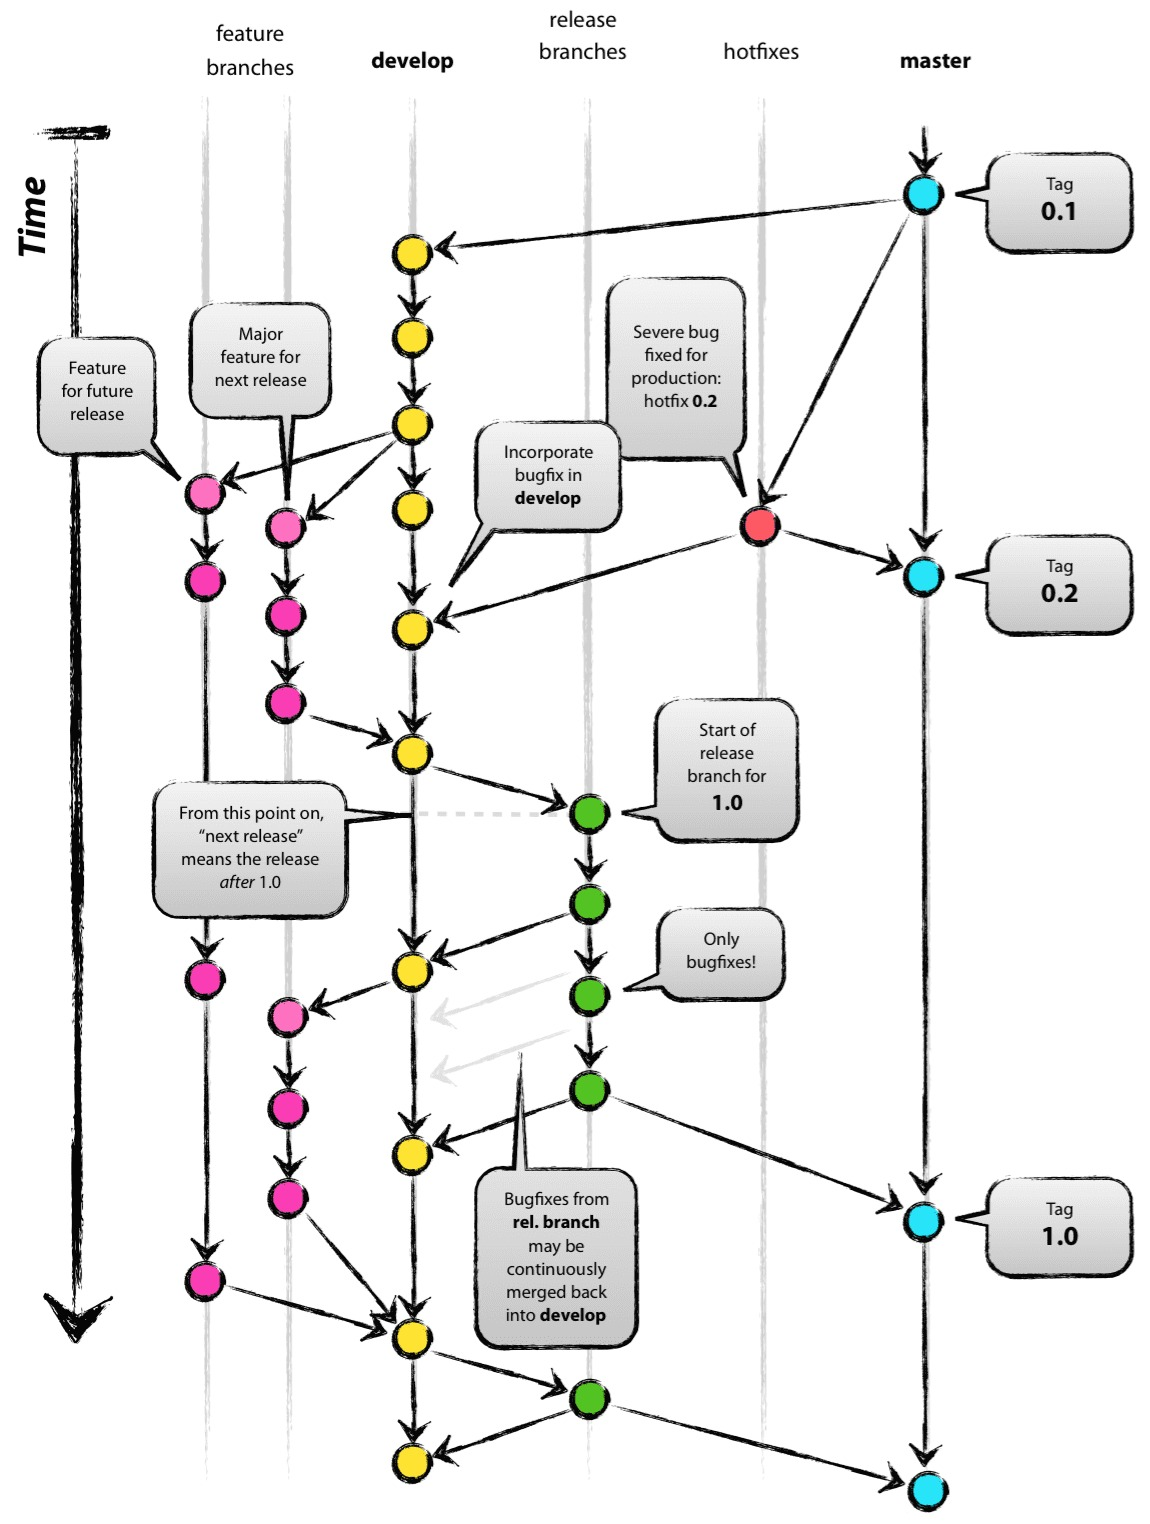 feature
branches
develop
release
branches
hotfixes
master
Time
Tag
0.1
Major
feature for
next release
Feature
for future
release
Severe bug
fixed for
production:
hotfix 0.2
Incorporate
bugfix in
develop
Tag
0.2
Start of
release
branch for
1.0
From this point on,
“next release”
means the release
after 1.0
Only
bugfixes!
Bugfixes from
rel. branch
may be
continuously
merged back
into develop
Tag
1.0